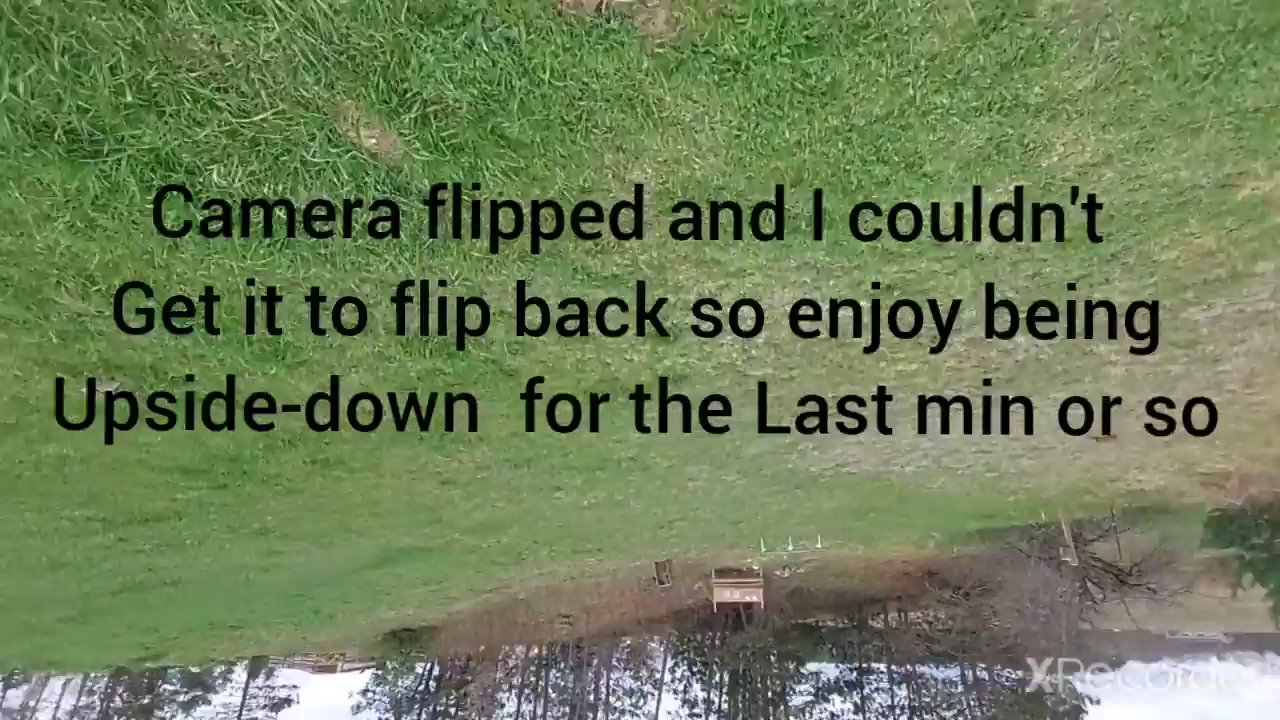 Camera flipped and I couldn't
Get it to flip back so enjoy being
Upside-down  for the Last min or so
XRecorder